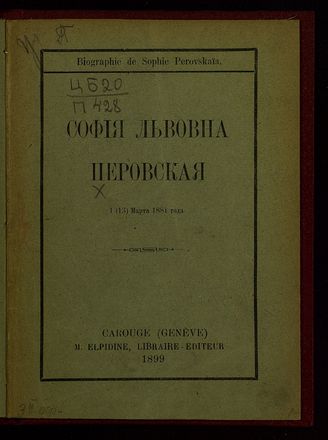 Biographie de Sophie Perovskaïa.
ЦБ20
П 428
СОФІЯ ЛЬВОВНА
ПЕРОВСКАЯ
1 (13) Марта 1881 года
CAROUGE (GENÈVE)
M. ELPIDINE, LIBRAIRE-EDITEUR
1899